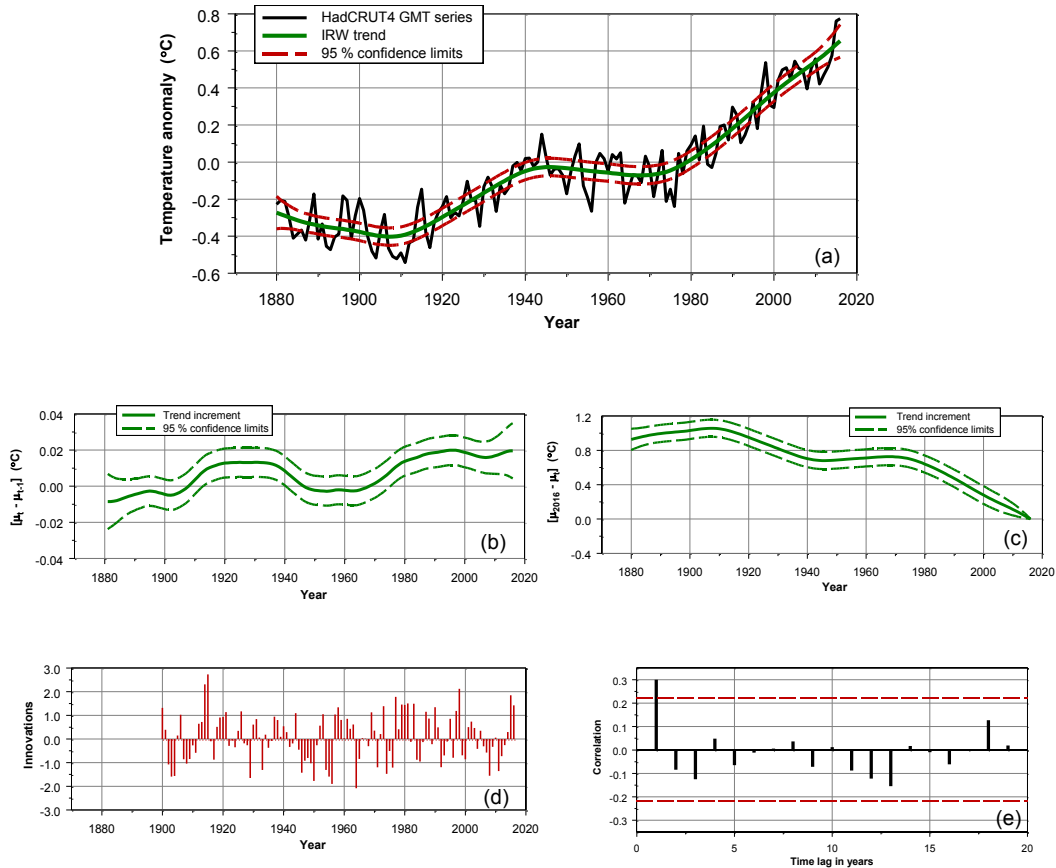 HadCRUT4 GMT series
IRW trend
95 % confidence limits
Temperature anomaly (°C)
0.8
0.6
0.4
0.2
0.0
-0.2
-0.4
-0.6
(a)
1880 1900 1920 1940 1960 1980 2000 2020
Year
Trend increment
95 % confidence limits
[μt - μt-1] (°C)
0.04
0.02
0.00
-0.02
-0.04
(b)
1880 1900 1920 1940 1960 1980 2000 2020
Year
Trend increment
95% confidence limits
[μ2016 - μt] (°C)
1.2
0.8
0.4
0.0
-0.4
(c)
1880 1900 1920 1940 1960 1980 2000 2020
Year
Innovations
3.0
2.0
1.0
0.0
-1.0
-2.0
-3.0
(d)
1880 1900 1920 1940 1960 1980 2000 2020
Year
Correlation
0.3
0.2
0.1
0.0
-0.1
-0.2
-0.3
(e)
0 5 10 15 20
Time lag in years